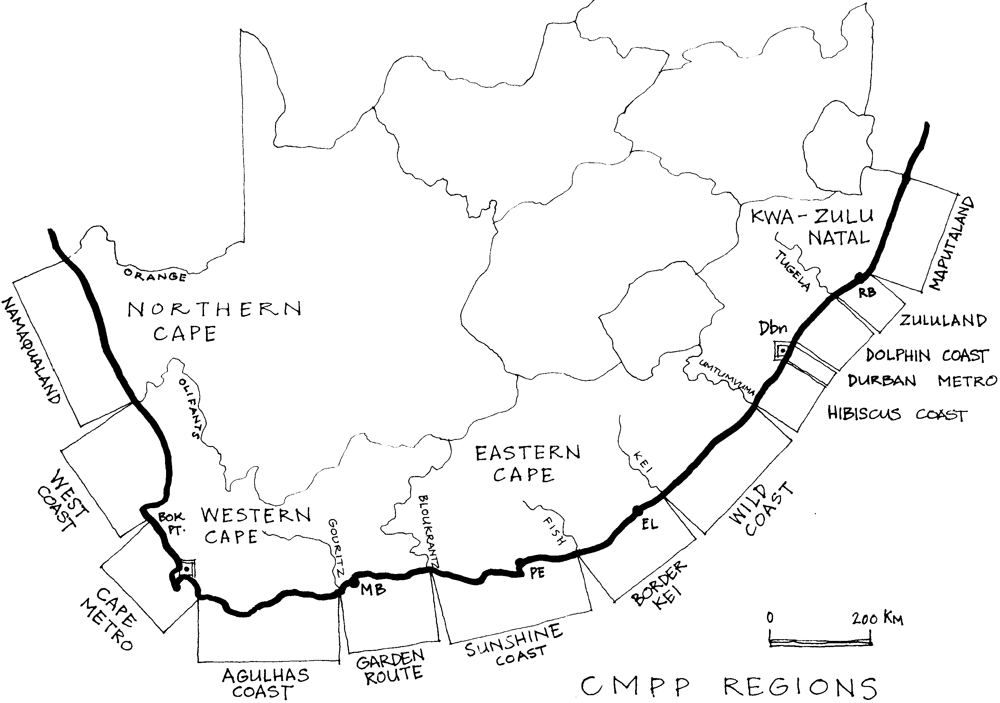 KWA-ZULU
NATAL
MAPUTALAND
TUGELA
ORANGE
RB
NORTHERN
CAPE
NAMAQUALAND
ZULULAND
Dbn
DOLPHIN COAST
UMTUMVUMA
DURBAN METRO
OLIFANTS
HIBISCUS COAST
EASTERN
CAPE
KEI
WEST
COAST
BOK
PT.
WESTERN
CAPE
GOURITZ
BLOUKRANTZ
FISH
EL
WILD
COAST
PE
MB
CAPE
METRO
BORDER
KEI
0 200 KM
SUNSHINE
COAST
GARDEN
ROUTE
AGULHAS
COAST
CMPP REGIONS